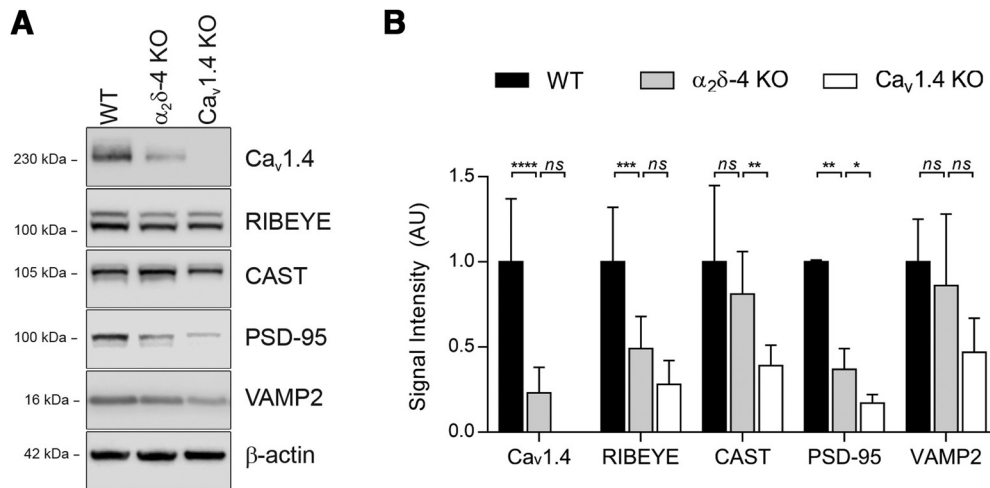 A
WT
α₂δ-4 KO
Caᵥ1.4 KO
230 kDa –
Caᵥ1.4
100 kDa –
RIBEYE
105 kDa –
CAST
100 kDa –
PSD-95
16 kDa –
VAMP2
42 kDa –
β-actin
B
WT
α₂δ-4 KO
Caᵥ1.4 KO
**** ns
*** ns
ns **
** *
ns ns
Signal Intensity (AU)
1.5
1.0
0.5
0.0
Caᵥ1.4 RIBEYE CAST PSD-95 VAMP2